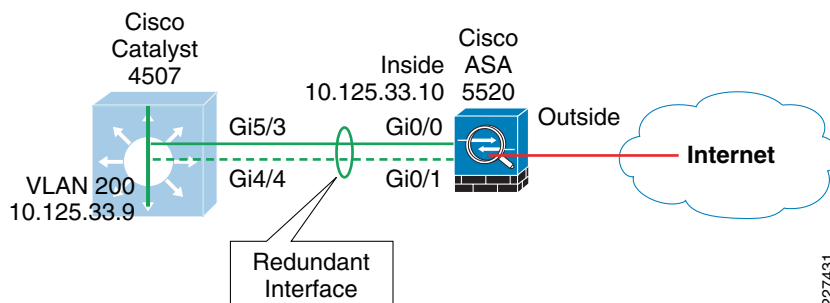 Cisco
Catalyst
4507
Inside
10.125.33.10
Cisco
ASA
5520
Outside
Gi5/3
Gi0/0
Internet
Gi4/4
Gi0/1
VLAN 200
10.125.33.9
Redundant
Interface
227431